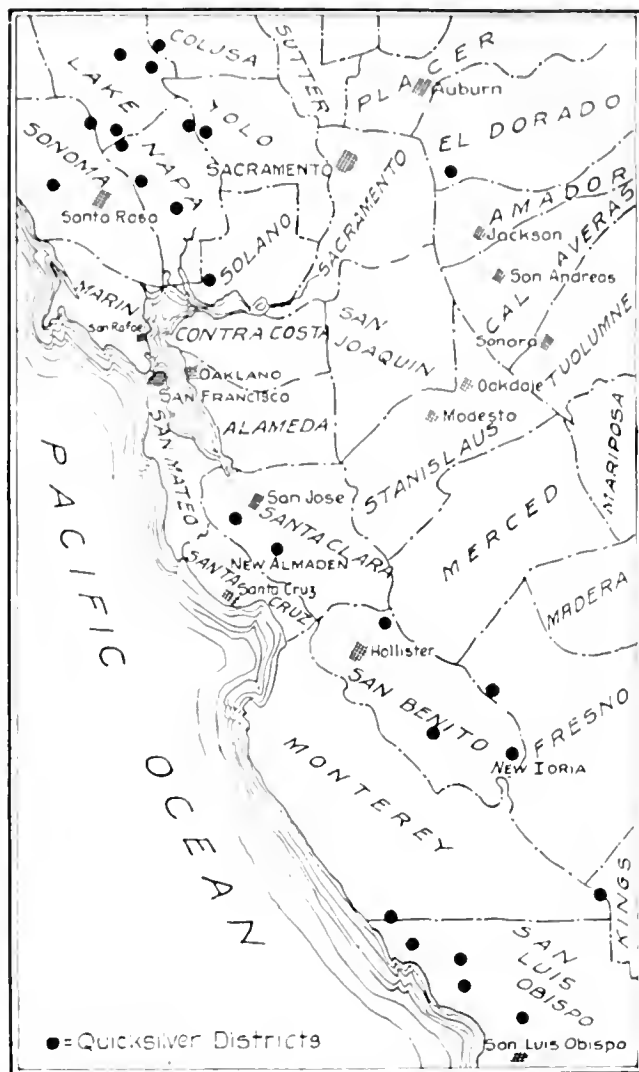 COLUSA
SUTTER
PLACER
Auburn
LAKE
YOLO
EL DORADO
SONOMA
NAPA
SACRAMENTO
SACRAMENTO
AMADOR
Santa Rosa
SOLANO
Jackson
CALAVERAS
San Andreas
MARIN
San Rafael
CONTRA COSTA
SAN
JOAQUIN
Sonora
TUOLUMNE
OAKLAND
SAN FRANCISCO
Oakdale
Modesto
ALAMEDA
SAN MATEO
STANISLAUS
MARIPOSA
PACIFIC
San Jose
SANTA CLARA
MERCED
NEW ALMADEN
SANTA CRUZ
Santa Cruz
MADERA
Hollister
SAN BENITO
FRESNO
NEW IDRIA
MONTEREY
OCEAN
KINGS
SAN
LUIS
OBISPO
●=Quicksilver Districts
San Luis Obispo